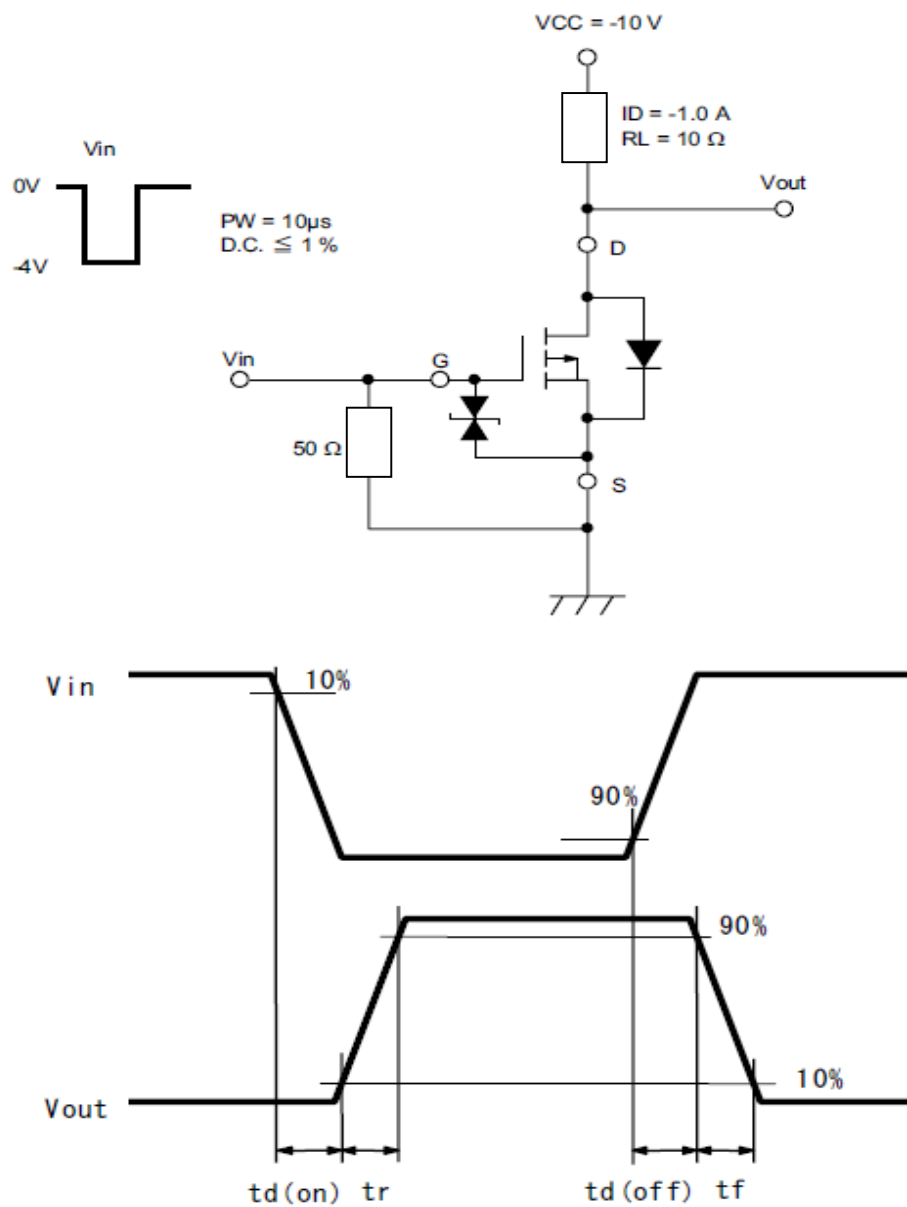 VCC = -10 V
ID = -1.0 A
RL = 10 Ω
Vin
0V
Vout
PW = 10µs
D.C. ≦ 1 %
D
-4V
Vin
G
50 Ω
S
Vin
10%
90%
90%
10%
Vout
td(on)
tr
td(off)
tf